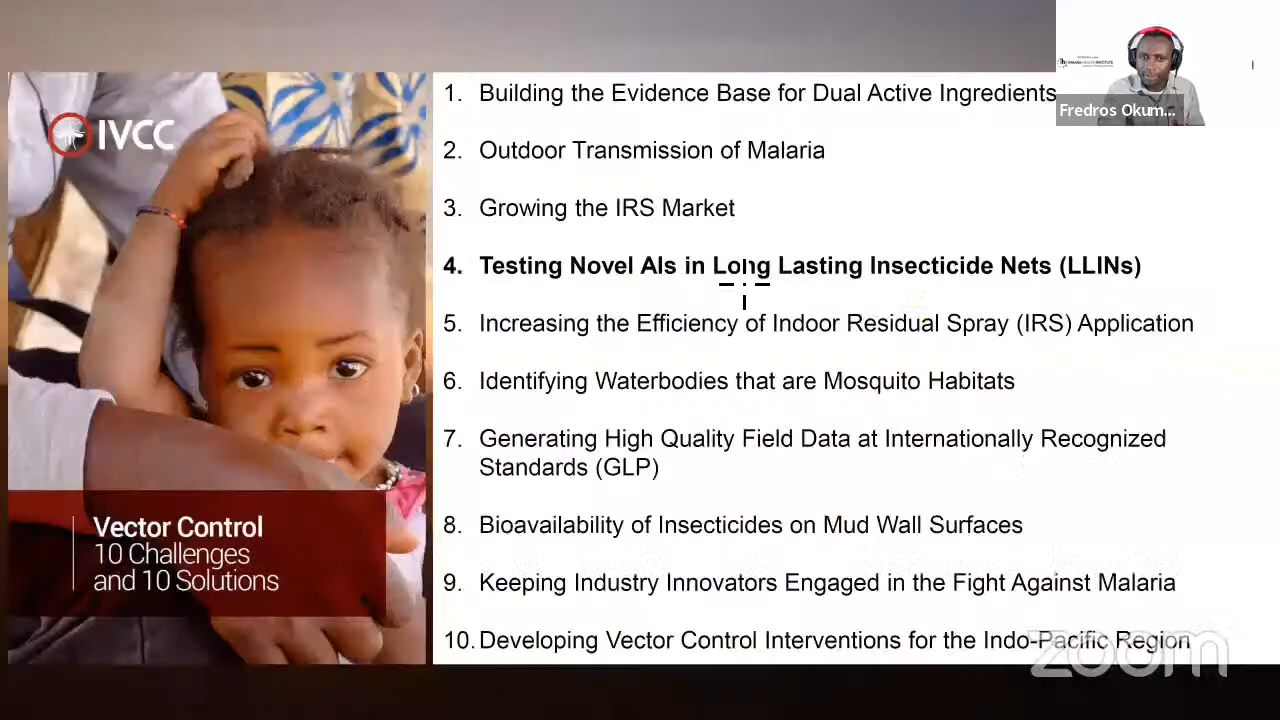 IVCC
Vector Control
10 Challenges
and 10 Solutions
1. Building the Evidence Base for Dual Active Ingredients
2. Outdoor Transmission of Malaria
3. Growing the IRS Market
4. Testing Novel AIs in Long Lasting Insecticide Nets (LLINs)
5. Increasing the Efficiency of Indoor Residual Spray (IRS) Application
6. Identifying Waterbodies that are Mosquito Habitats
7. Generating High Quality Field Data at Internationally Recognized
Standards (GLP)
8. Bioavailability of Insecticides on Mud Wall Surfaces
9. Keeping Industry Innovators Engaged in the Fight Against Malaria
10. Developing Vector Control Interventions for the Indo-Pacific Region
Fredros Okum...
zoom